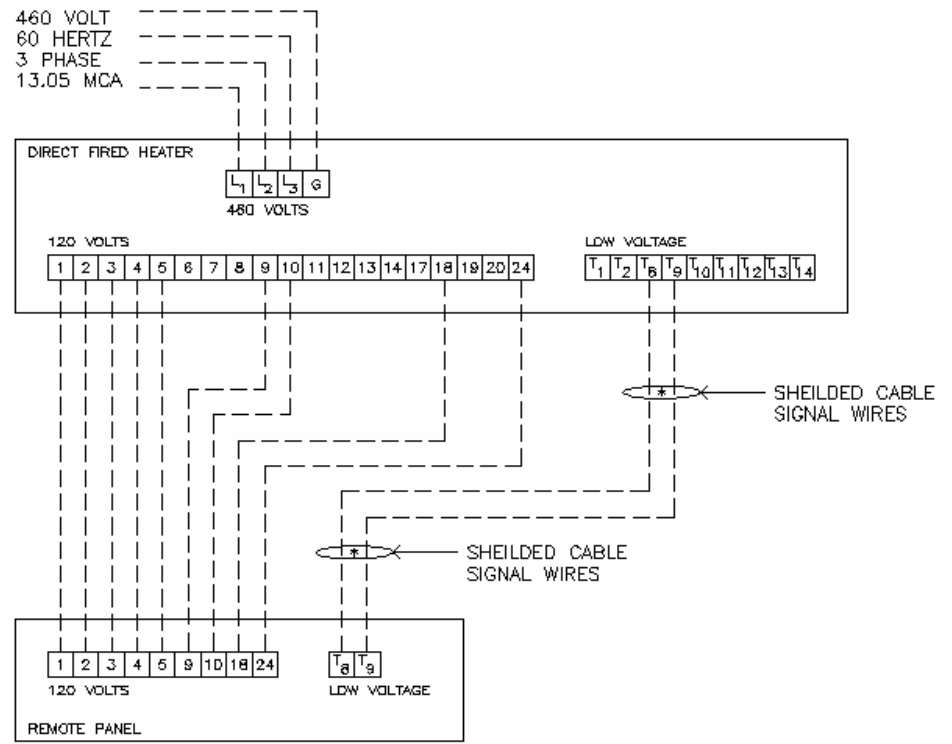 460 VOLT
60 HERTZ
3 PHASE
13.05 MCA
DIRECT FIRED HEATER
L1 L2 L3 G
460 VOLTS
120 VOLTS
1 2 3 4 5 6 7 8 9 10 11 12 13 14 17 18 19 20 24
LOW VOLTAGE
T1 T2 T8 T9 T10 T11 T12 T13 T14
* SHEILDED CABLE
SIGNAL WIRES
* SHEILDED CABLE
SIGNAL WIRES
1 2 3 4 5 9 10 18 24
120 VOLTS
T8 T9
LOW VOLTAGE
REMOTE PANEL